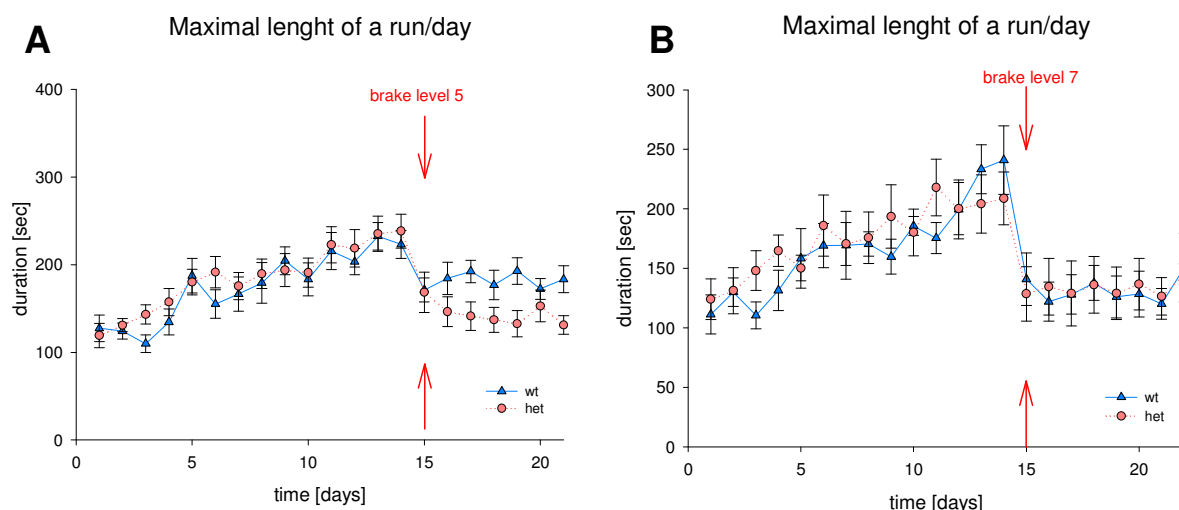 A
Maximal lenght of a run/day
400
300
200
100
0
duration [sec]
brake level 5
wt
het
0
5
10
15
20
time [days]
B
Maximal lenght of a run/day
300
250
200
150
100
50
0
duration [sec]
brake level 7
wt
het
0
5
10
15
20
time [days]